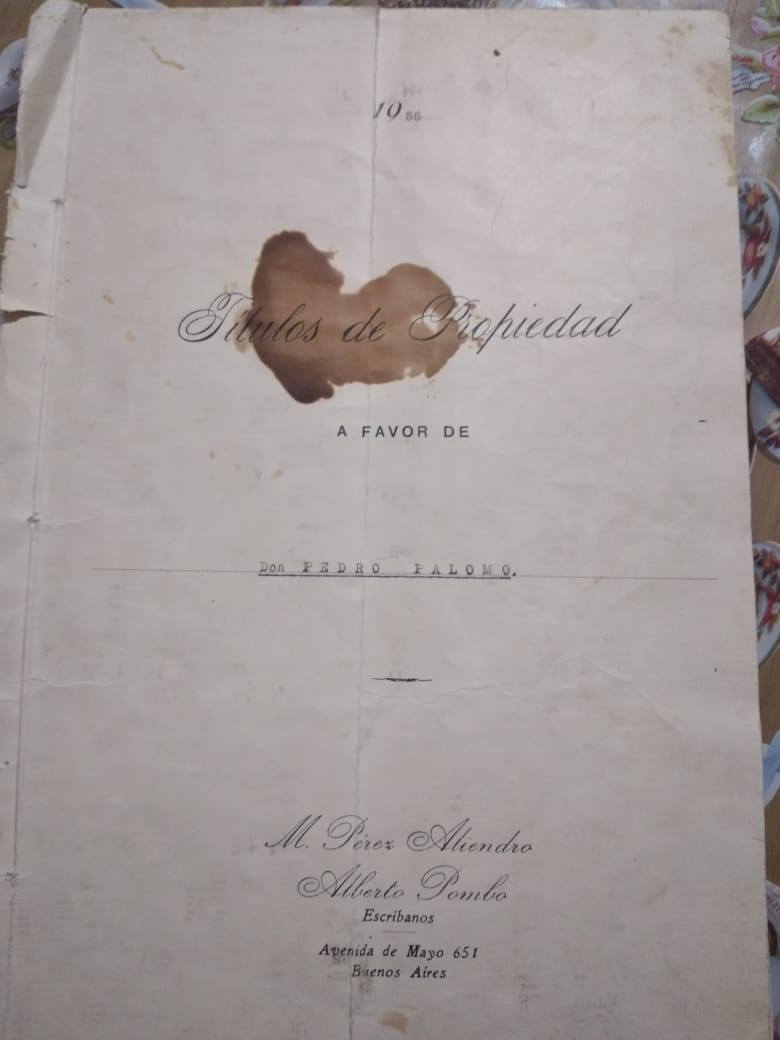 1955
Títulos de Propiedad
A FAVOR DE
Don PEDRO PALOMO.
M. Pérez Aliendro
Alberto Pombo
Escribanos
Avenida de Mayo 651
Buenos Aires